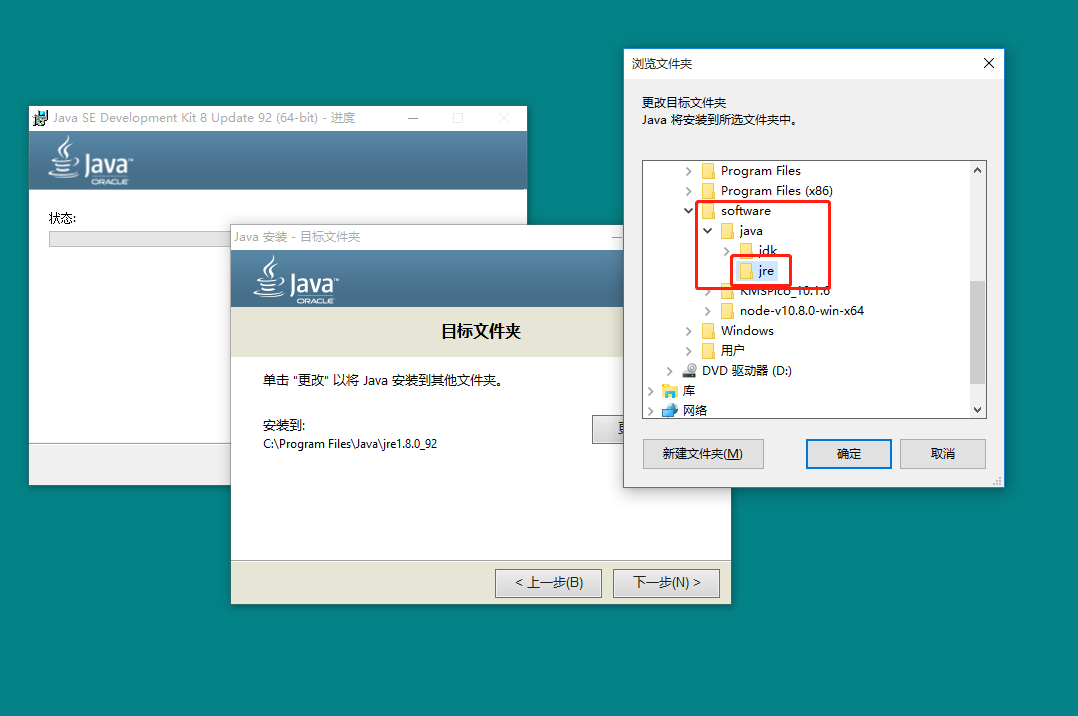 Java SE Development Kit 8 Update 92 (64-bit) - 进度
Java™
ORACLE
状态:
Java 安装 - 目标文件夹
Java™
ORACLE
目标文件夹
单击 "更改" 以将 Java 安装到其他文件夹。
安装到:
C:\Program Files\Java\jre1.8.0_92
< 上一步(B)
下一步(N) >
浏览文件夹
更改目标文件夹
Java 将安装到所选文件夹中。
Program Files
Program Files (x86)
software
java
jdk
jre
KMSPico_10.1.6
node-v10.8.0-win-x64
Windows
用户
DVD 驱动器 (D:)
库
网络
新建文件夹(M)
确定
取消